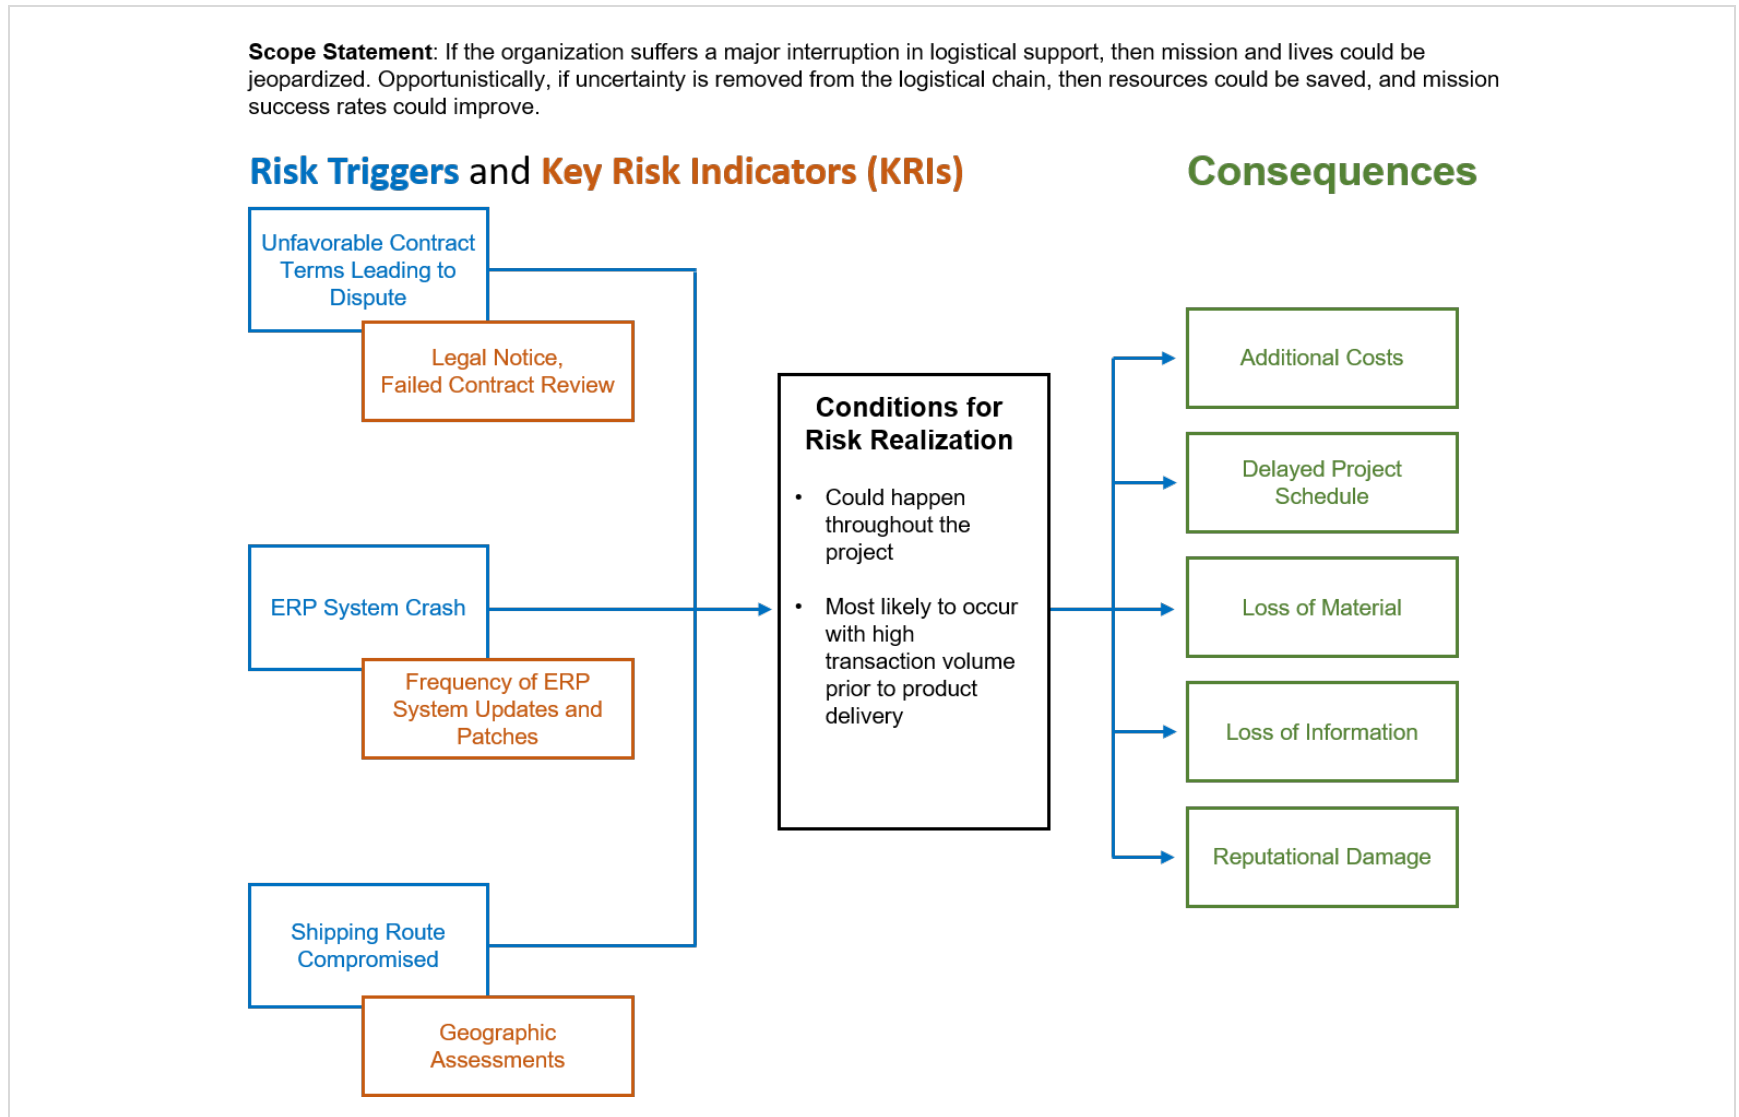 Scope Statement: If the organization suffers a major interruption in logistical support, then mission and lives could be
jeopardized. Opportunistically, if uncertainty is removed from the logistical chain, then resources could be saved, and mission
success rates could improve.
Risk Triggers and Key Risk Indicators (KRIs)
Consequences
Unfavorable Contract
Terms Leading to
Dispute
Legal Notice,
Failed Contract Review
ERP System Crash
Frequency of ERP
System Updates and
Patches
Shipping Route
Compromised
Geographic
Assessments
Conditions for
Risk Realization
• Could happen
throughout the
project
• Most likely to occur
with high
transaction volume
prior to product
delivery
Additional Costs
Delayed Project
Schedule
Loss of Material
Loss of Information
Reputational Damage